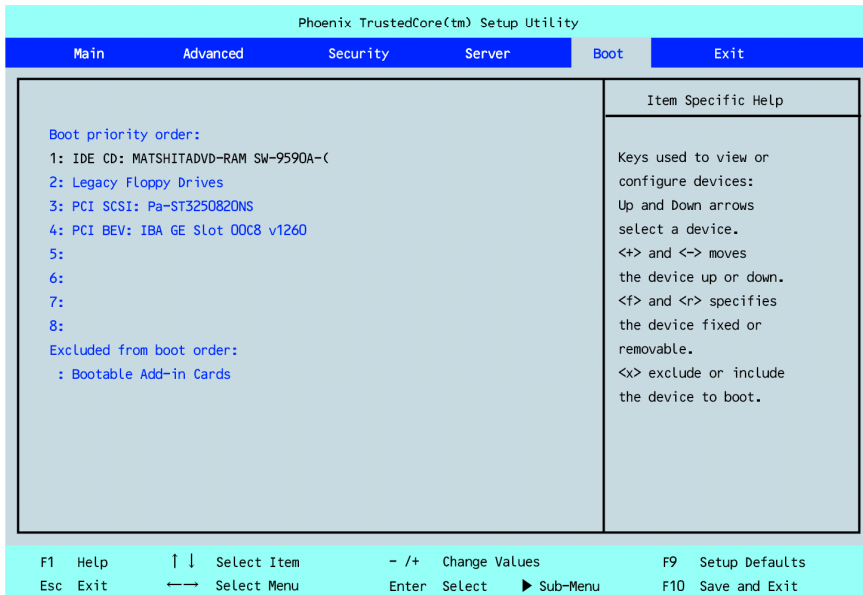 Phoenix TrustedCore(tm) Setup Utility
Main Advanced Security Server Boot Exit
Boot priority order:
1: IDE CD: MATSHITADVD-RAM SW-9590A-(
2: Legacy Floppy Drives
3: PCI SCSI: Pa-ST3250820NS
4: PCI BEV: IBA GE Slot 00C8 v1260
5:
6:
7:
8:
Excluded from boot order:
: Bootable Add-in Cards
Item Specific Help
Keys used to view or
configure devices:
Up and Down arrows
select a device.
<+> and <-> moves
the device up or down.
<f> and <r> specifies
the device fixed or
removable.
<x> exclude or include
the device to boot.
F1 Help ↑ ↓ Select Item - /+ Change Values F9 Setup Defaults
Esc Exit ←→ Select Menu Enter Select ▶ Sub-Menu F10 Save and Exit